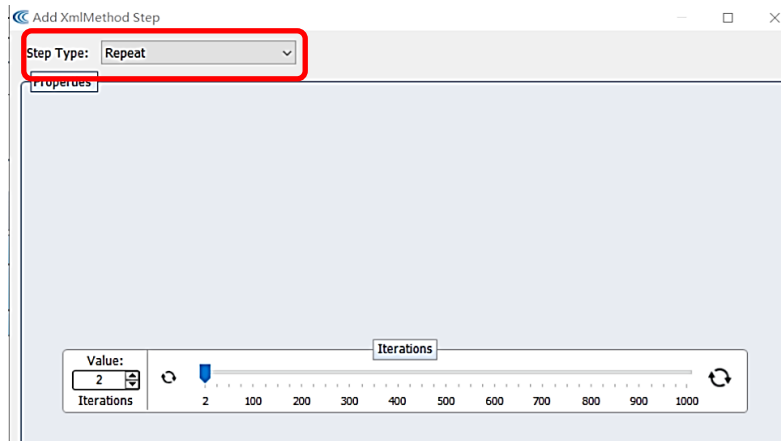 Add XmlMethod Step
Step Type: Repeat
Properties
Iterations
Value:
2
Iterations
2 100 200 300 400 500 600 700 800 900 1000